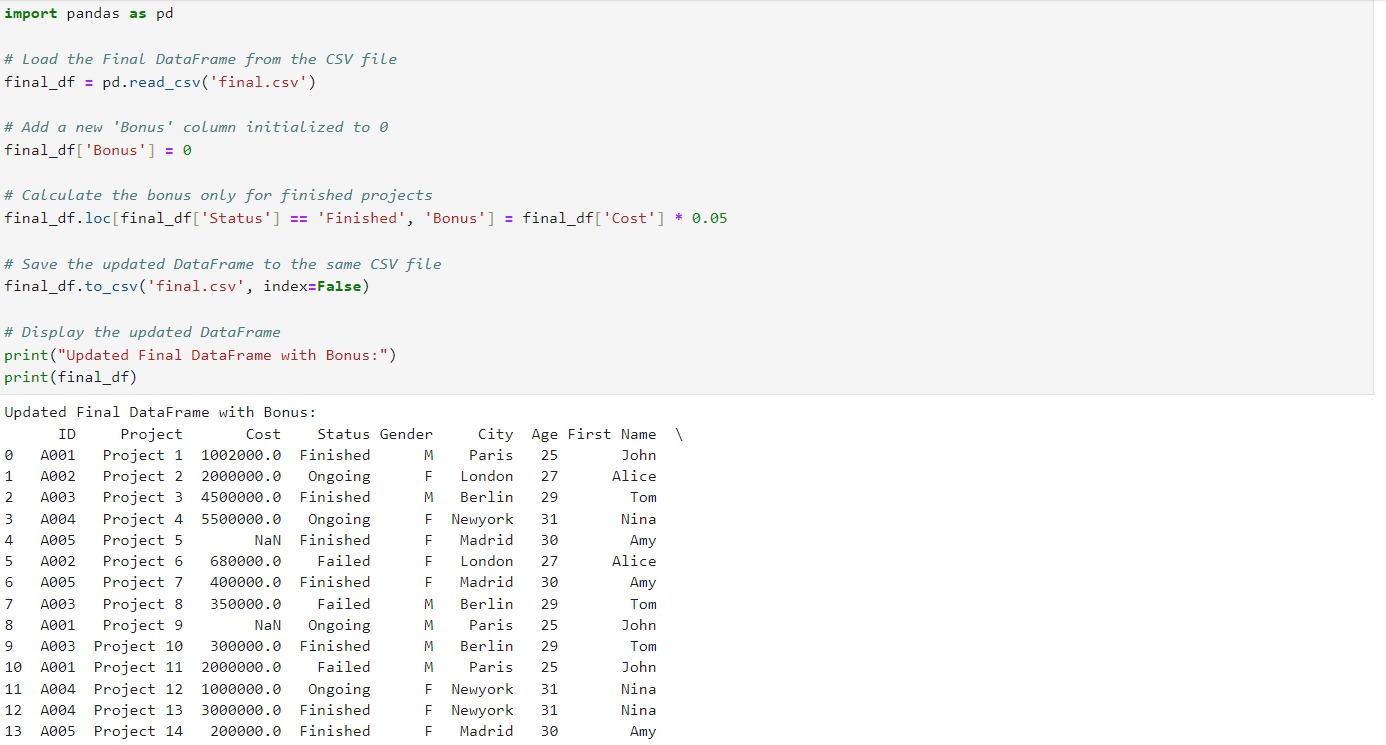 import pandas as pd
# Load the Final DataFrame from the CSV file
final_df = pd.read_csv('final.csv')
# Add a new 'Bonus' column initialized to 0
final_df['Bonus'] = 0
# Calculate the bonus only for finished projects
final_df.loc[final_df['Status'] == 'Finished', 'Bonus'] = final_df['Cost'] * 0.05
# Save the updated DataFrame to the same CSV file
final_df.to_csv('final.csv', index=False)
# Display the updated DataFrame
print("Updated Final DataFrame with Bonus:")
print(final_df)
Updated Final DataFrame with Bonus:
      ID     Project       Cost    Status Gender     City  Age First Name  \
0   A001   Project 1  1002000.0  Finished      M    Paris   25       John
1   A002   Project 2  2000000.0   Ongoing      F   London   27      Alice
2   A003   Project 3  4500000.0  Finished      M   Berlin   29        Tom
3   A004   Project 4  5500000.0   Ongoing      F  Newyork   31       Nina
4   A005   Project 5        NaN  Finished      F   Madrid   30        Amy
5   A002   Project 6   680000.0    Failed      F   London   27      Alice
6   A005   Project 7   400000.0  Finished      F   Madrid   30        Amy
7   A003   Project 8   350000.0    Failed      M   Berlin   29        Tom
8   A001   Project 9        NaN   Ongoing      M    Paris   25       John
9   A003  Project 10   300000.0  Finished      M   Berlin   29        Tom
10  A001  Project 11  2000000.0    Failed      M    Paris   25       John
11  A004  Project 12  1000000.0   Ongoing      F  Newyork   31       Nina
12  A004  Project 13  3000000.0  Finished      F  Newyork   31       Nina
13  A005  Project 14   200000.0  Finished      F   Madrid   30        Amy